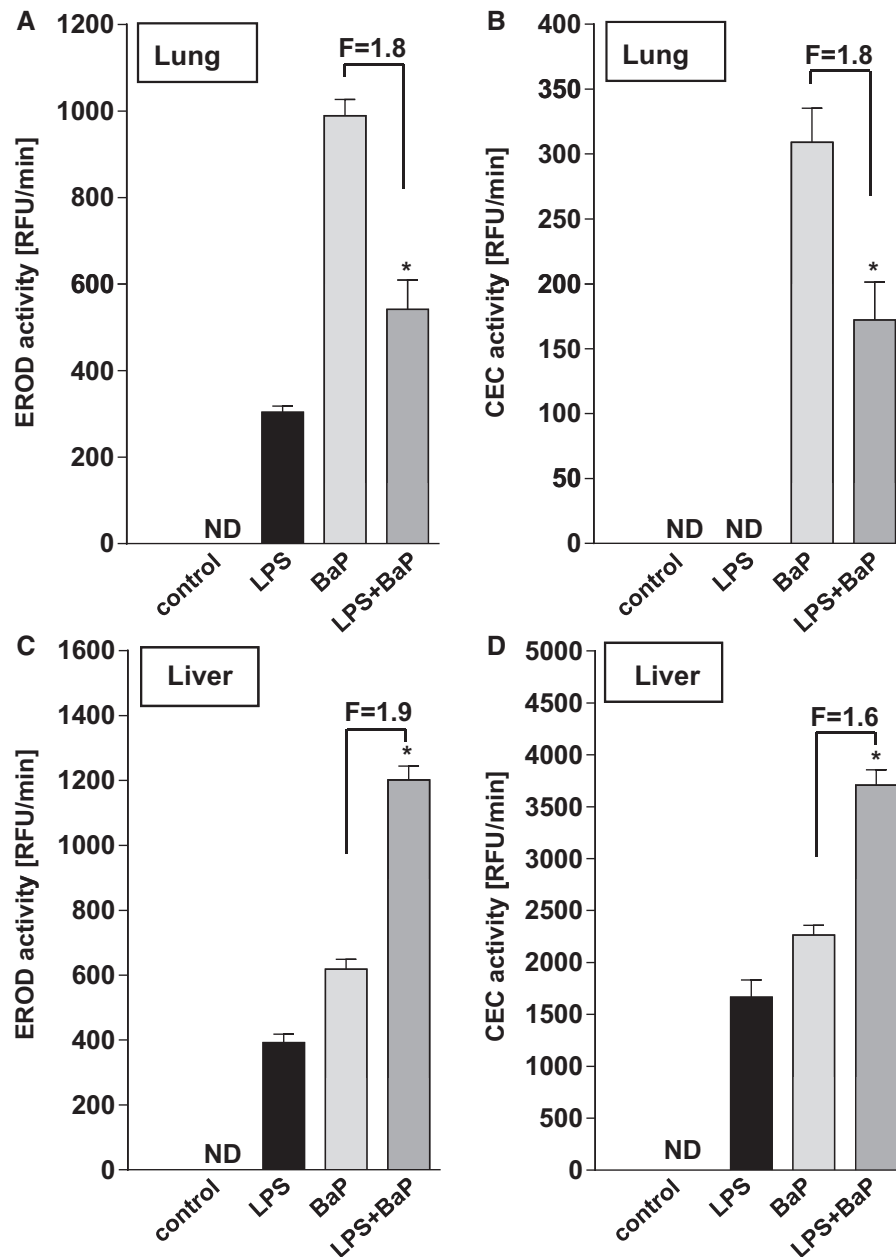 A
Lung
F=1.8
EROD activity [RFU/min]
1200
1000
800
600
400
200
0
*
ND
control
LPS
BaP
LPS+BaP
B
Lung
F=1.8
CEC activity [RFU/min]
400
350
300
250
200
150
100
50
0
*
ND
ND
control
LPS
BaP
LPS+BaP
C
Liver
F=1.9
EROD activity [RFU/min]
1600
1400
1200
1000
800
600
400
200
0
*
ND
control
LPS
BaP
LPS+BaP
D
Liver
F=1.6
CEC activity [RFU/min]
5000
4500
4000
3500
3000
2500
2000
1500
1000
500
0
*
ND
control
LPS
BaP
LPS+BaP